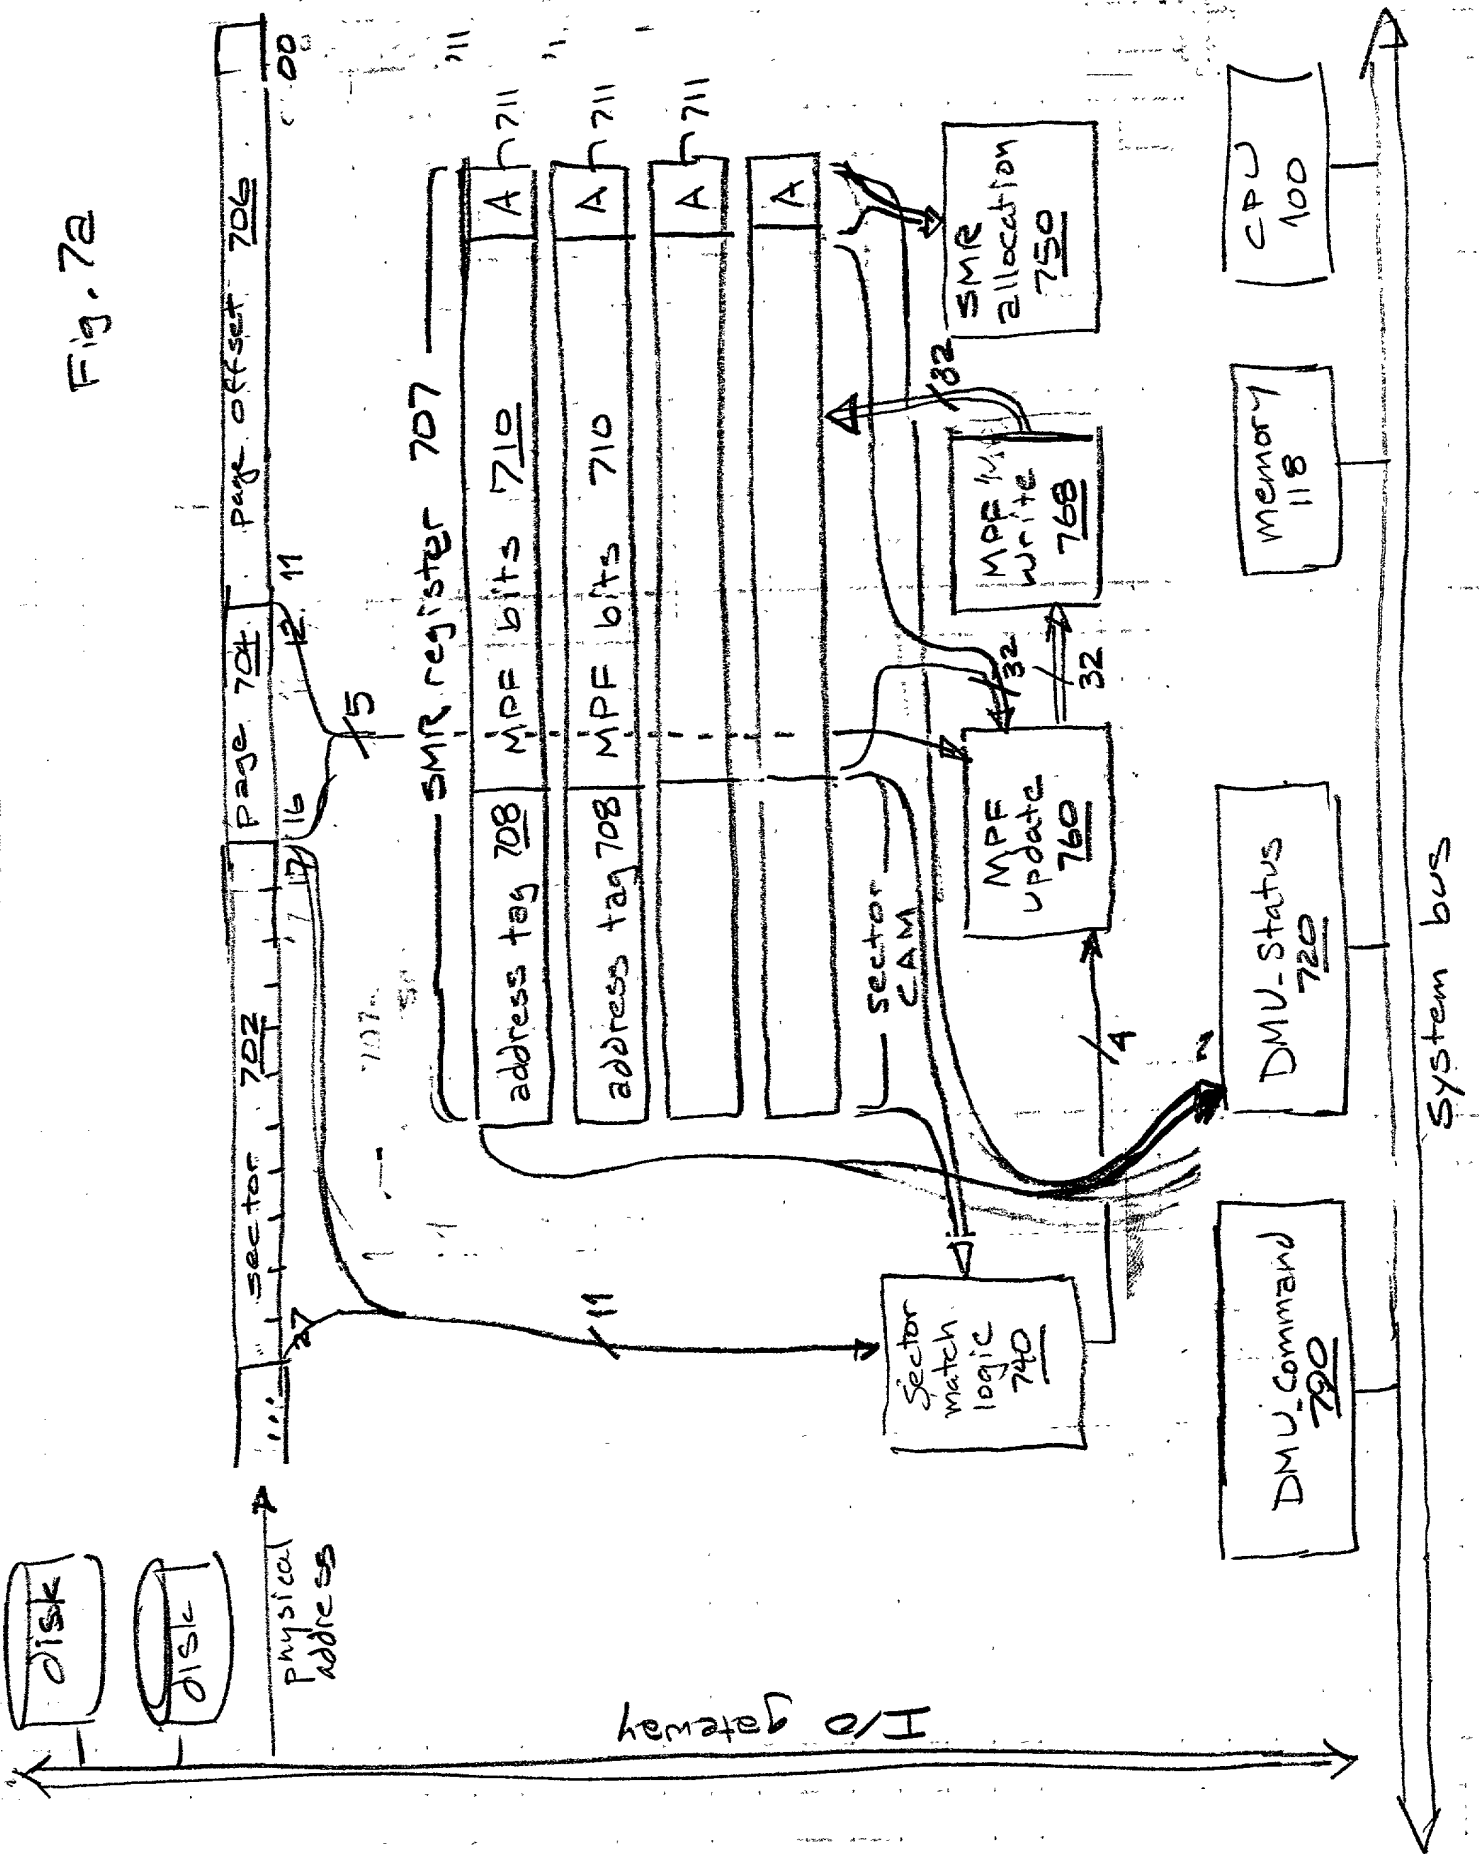 Fig. 7a
disk
disk
physical
address
...
sector 702
page 704
page offset 706
27
17
16
12
11
00
5
11
SMR register 707
address tag 708
MPF bits 710
A
711
address tag 708
MPF bits 710
A
711
A
711
A
711
sector
CAM
Sector
match
logic
740
4
MPF
update
760
32
32
MPF
write
768
32
SMR
allocation
750
I/O gateway
DMU_Command
790
DMU_Status
720
memory
118
CPU
100
System bus